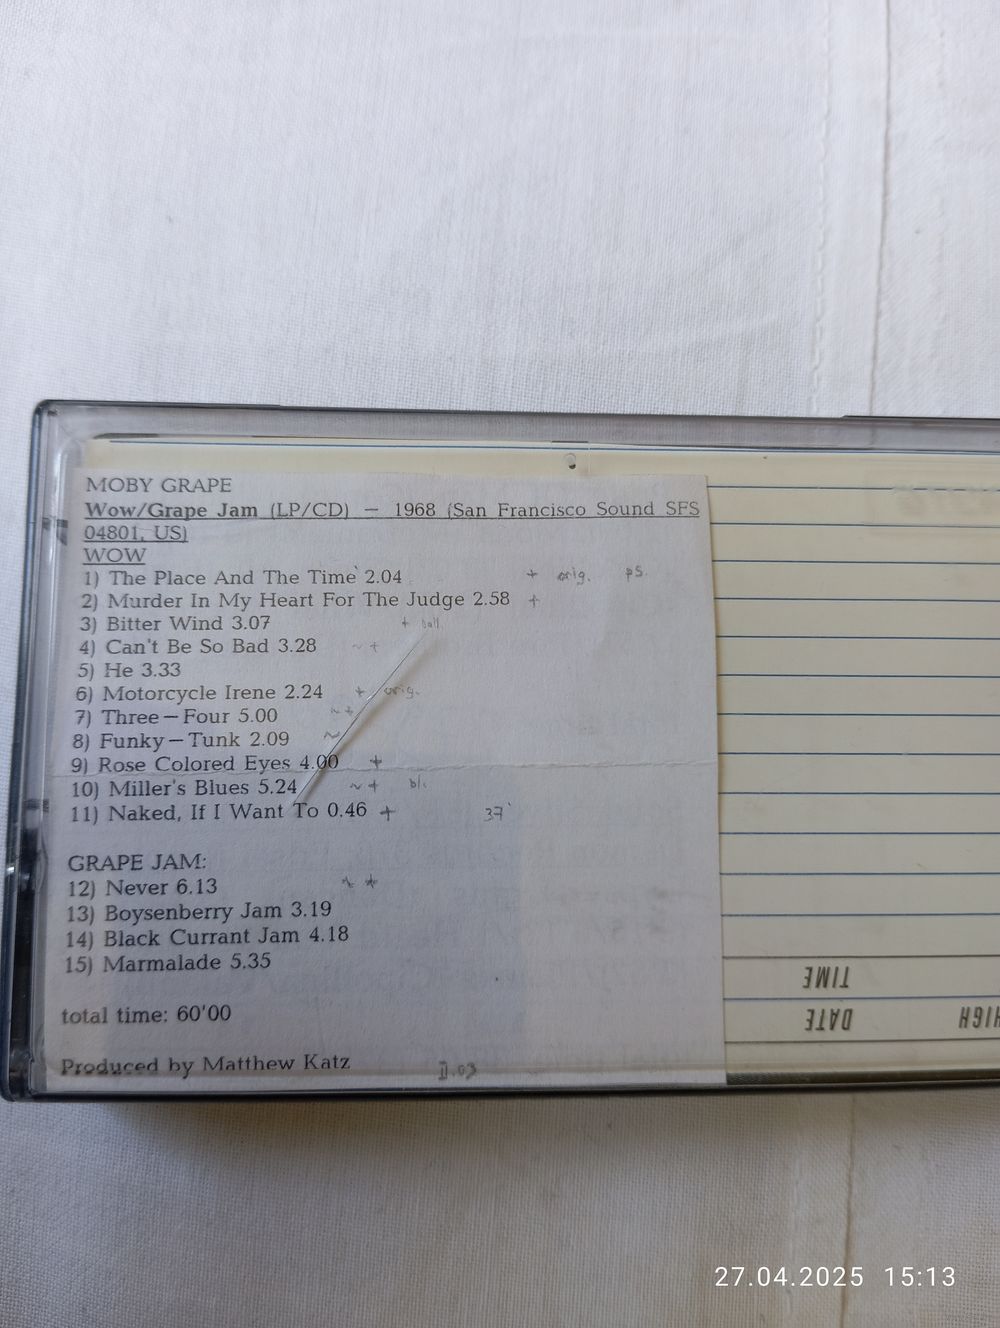 MOBY GRAPE
Wow/Grape Jam (LP/CD) — 1968 (San Francisco Sound SFS
04801, US)
WOW
1) The Place And The Time 2.04 + orig. ps.
2) Murder In My Heart For The Judge 2.58 +
3) Bitter Wind 3.07 + ball.
4) Can't Be So Bad 3.28 ~ +
5) He 3.33
6) Motorcycle Irene 2.24 + orig.
7) Three—Four 5.00 ~ +
8) Funky—Tunk 2.09 ~
9) Rose Colored Eyes 4.00 +
10) Miller's Blues 5.24 ~ + bl.
11) Naked, If I Want To 0.46 + 37'
GRAPE JAM:
12) Never 6.13
13) Boysenberry Jam 3.19
14) Black Currant Jam 4.18
15) Marmalade 5.35
total time: 60'00
Produced by Matthew Katz II.03
TIME
DATE HIGH
27.04.2025 15:13